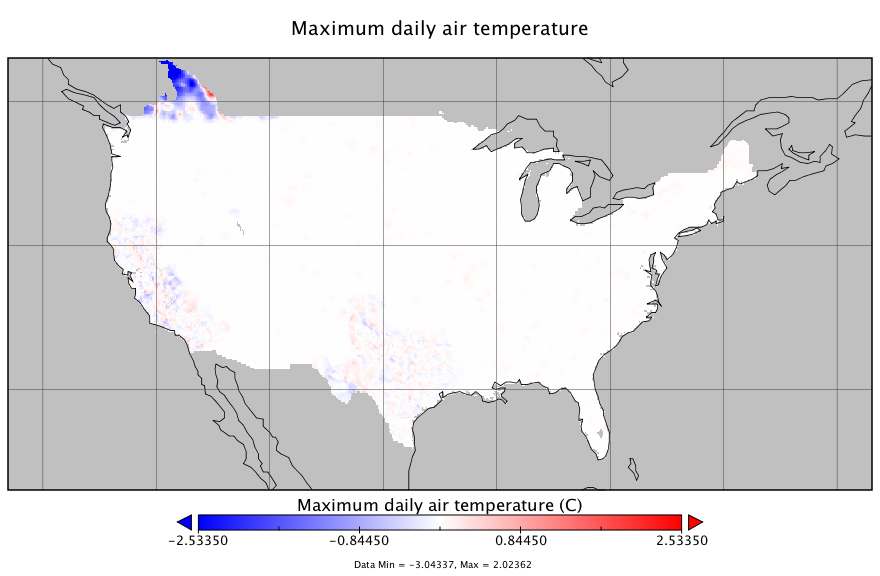 Maximum daily air temperature
Maximum daily air temperature (C)
-2.53350 -0.84450 0.84450 2.53350
Data Min = -3.04337, Max = 2.02362